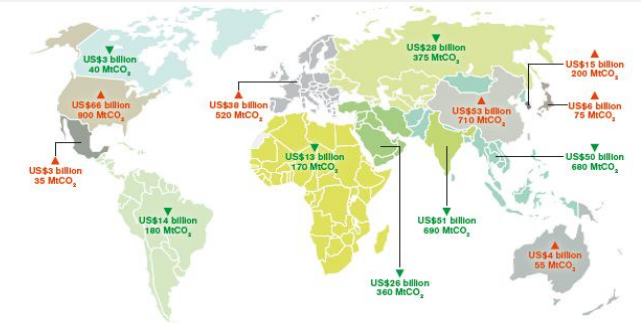 US$3 billion
40 MtCO₂
US$28 billion
375 MtCO₂
US$15 billion
200 MtCO₂
US$66 billion
900 MtCO₂
US$38 billion
520 MtCO₂
US$53 billion
710 MtCO₂
US$6 billion
75 MtCO₂
US$3 billion
35 MtCO₂
US$13 billion
170 MtCO₂
US$50 billion
680 MtCO₂
US$14 billion
180 MtCO₂
US$51 billion
690 MtCO₂
US$26 billion
360 MtCO₂
US$4 billion
55 MtCO₂